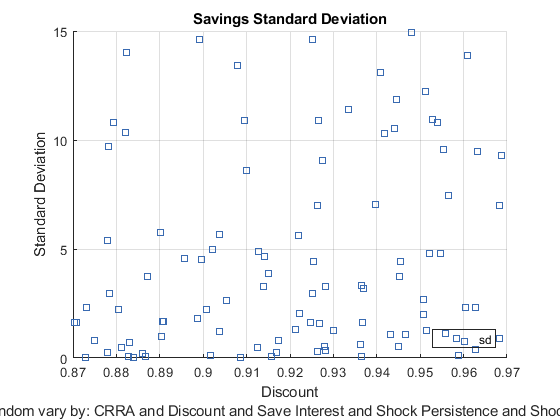 Savings Standard Deviation
15
10
5
0
Standard Deviation
sd
0.87 0.88 0.89 0.9 0.91 0.92 0.93 0.94 0.95 0.96 0.97
Discount
vary by: CRRA and Discount and Save Interest and Shock Persistence and